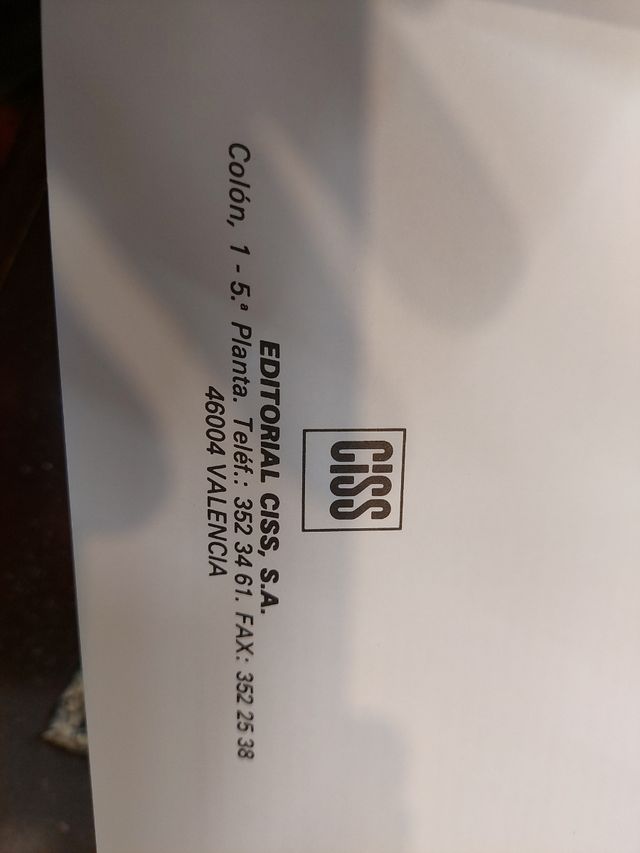 CiSS
EDITORIAL CISS, S.A.
Colón, 1 - 5.ª Planta. Teléf.: 352 34 61. FAX: 352 25 38
46004 VALENCIA